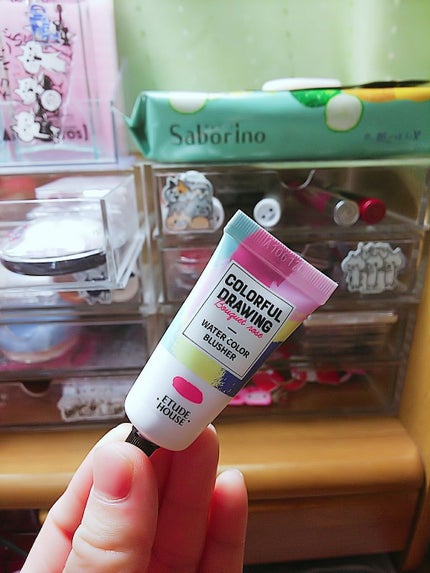 Saborino
COLORFUL
DRAWING
Bouquet rose
WATER COLOR
BLUSHER
·ETUDE·
HOUSE